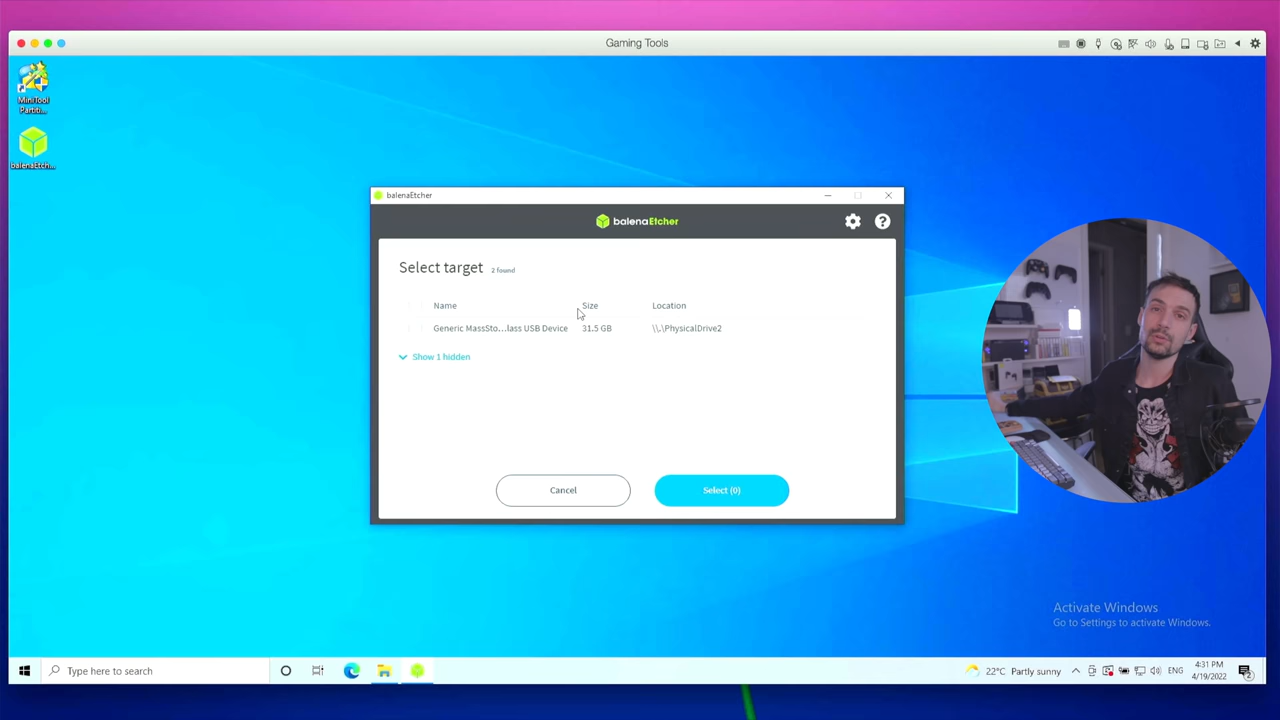 Gaming Tools
MiniTool
Partiti...
balenaEtch...
balenaEtcher
balenaEtcher
Select target 2 found
Name Size Location
Generic MassSto...lass USB Device 31.5 GB \\.\PhysicalDrive2
Show 1 hidden
Cancel Select (0)
Activate Windows
Go to Settings to activate Windows.
Type here to search
22°C Partly sunny
ENG
4:31 PM
4/19/2022
2